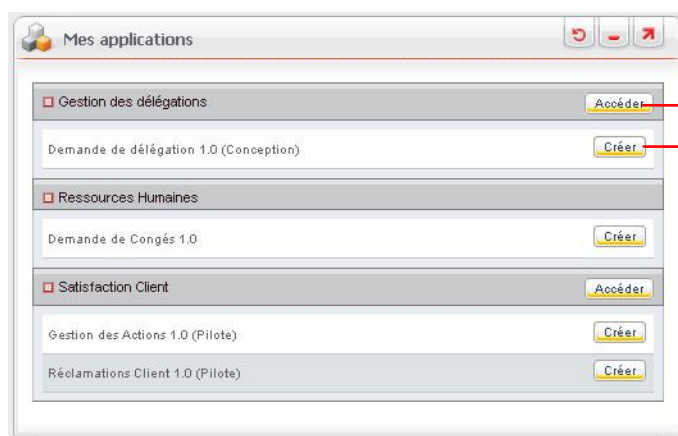 Mes applications
Gestion des délégations Accéder
Demande de délégation 1.0 (Conception) Créer
Ressources Humaines
Demande de Congés 1.0 Créer
Satisfaction Client Accéder
Gestion des Actions 1.0 (Pilote) Créer
Réclamations Client 1.0 (Pilote) Créer